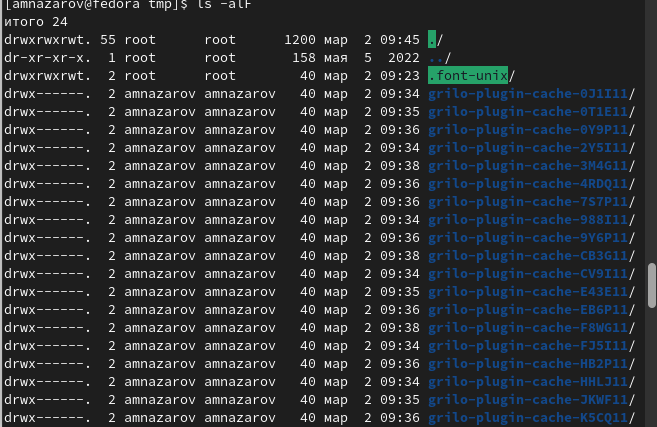 [amnazarov@fedora tmp]$ ls -alF
итого 24
drwxrwxrwt. 55 root      root      1200 мар  2 09:45 ./
dr-xr-xr-x.  1 root      root       158 мая  5  2022 ../
drwxrwxrwt.  2 root      root        40 мар  2 09:23 .font-unix/
drwx------.  2 amnazarov amnazarov   40 мар  2 09:34 grilo-plugin-cache-0J1I11/
drwx------.  2 amnazarov amnazarov   40 мар  2 09:35 grilo-plugin-cache-0T1E11/
drwx------.  2 amnazarov amnazarov   40 мар  2 09:36 grilo-plugin-cache-0Y9P11/
drwx------.  2 amnazarov amnazarov   40 мар  2 09:34 grilo-plugin-cache-2Y5I11/
drwx------.  2 amnazarov amnazarov   40 мар  2 09:38 grilo-plugin-cache-3M4G11/
drwx------.  2 amnazarov amnazarov   40 мар  2 09:36 grilo-plugin-cache-4RDQ11/
drwx------.  2 amnazarov amnazarov   40 мар  2 09:36 grilo-plugin-cache-7S7P11/
drwx------.  2 amnazarov amnazarov   40 мар  2 09:34 grilo-plugin-cache-988I11/
drwx------.  2 amnazarov amnazarov   40 мар  2 09:36 grilo-plugin-cache-9Y6P11/
drwx------.  2 amnazarov amnazarov   40 мар  2 09:38 grilo-plugin-cache-CB3G11/
drwx------.  2 amnazarov amnazarov   40 мар  2 09:34 grilo-plugin-cache-CV9I11/
drwx------.  2 amnazarov amnazarov   40 мар  2 09:35 grilo-plugin-cache-E43E11/
drwx------.  2 amnazarov amnazarov   40 мар  2 09:36 grilo-plugin-cache-EB6P11/
drwx------.  2 amnazarov amnazarov   40 мар  2 09:38 grilo-plugin-cache-F8WG11/
drwx------.  2 amnazarov amnazarov   40 мар  2 09:34 grilo-plugin-cache-FJ5I11/
drwx------.  2 amnazarov amnazarov   40 мар  2 09:36 grilo-plugin-cache-HB2P11/
drwx------.  2 amnazarov amnazarov   40 мар  2 09:34 grilo-plugin-cache-HHLJ11/
drwx------.  2 amnazarov amnazarov   40 мар  2 09:35 grilo-plugin-cache-JKWF11/
drwx------.  2 amnazarov amnazarov   40 мар  2 09:36 grilo-plugin-cache-K5CQ11/